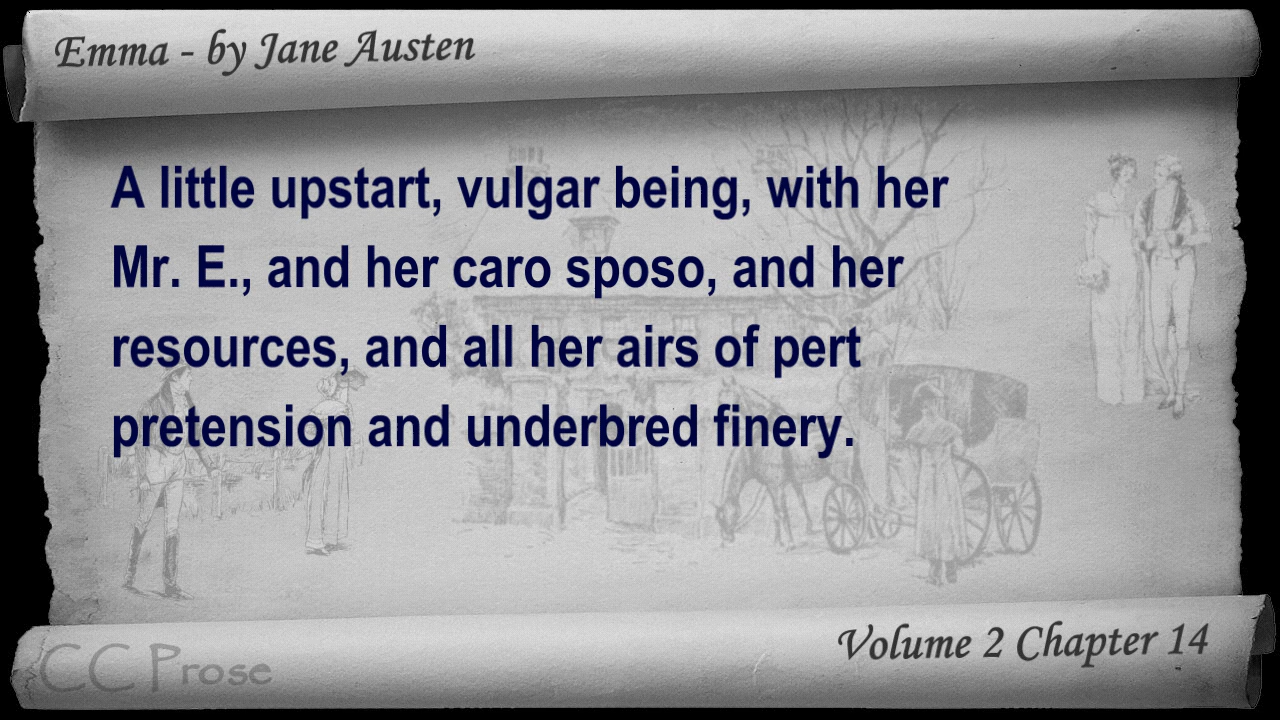 Emma - by Jane Austen
A little upstart, vulgar being, with her
Mr. E., and her caro sposo, and her
resources, and all her airs of pert
pretension and underbred finery.
Volume 2 Chapter 14
CC Prose